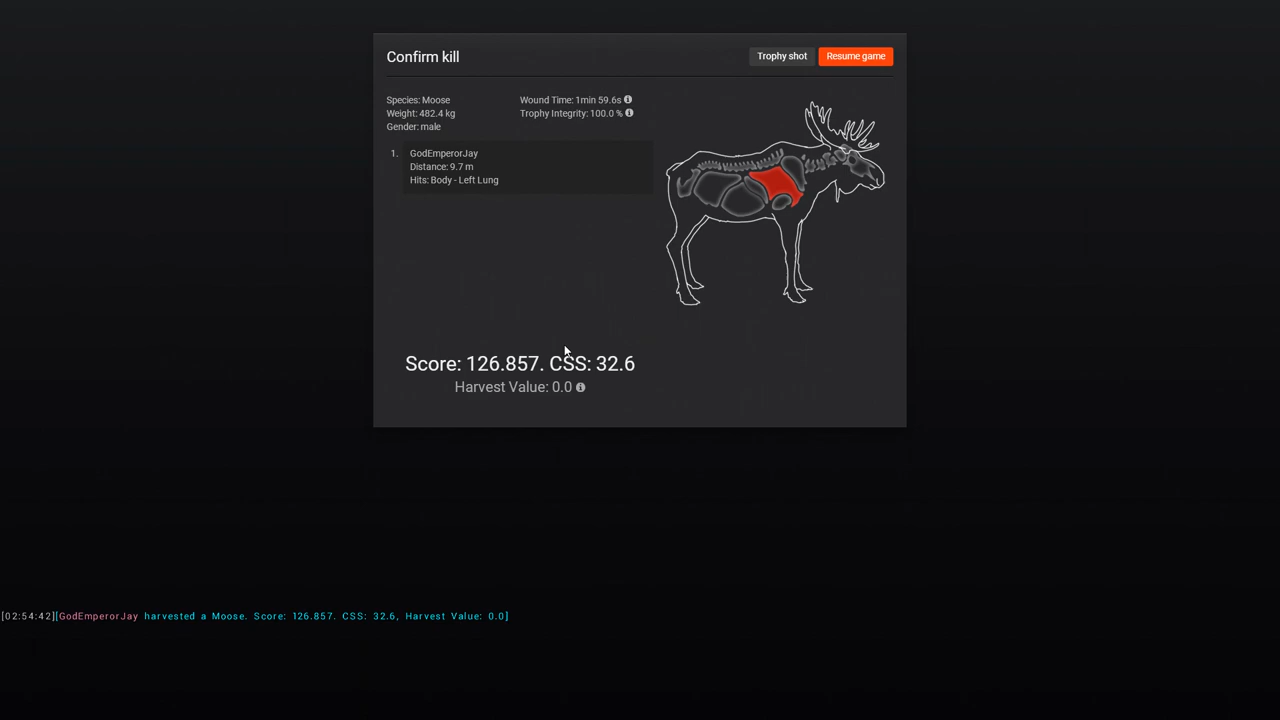 Confirm kill
Trophy shot
Resume game
Species: Moose
Weight: 482.4 kg
Gender: male
Wound Time: 1min 59.6s
Trophy Integrity: 100.0 %
1.
GodEmperorJay
Distance: 9.7 m
Hits: Body - Left Lung
Score: 126.857. CSS: 32.6
Harvest Value: 0.0
[02:54:42][GodEmperorJay harvested a Moose. Score: 126.857. CSS: 32.6, Harvest Value: 0.0]